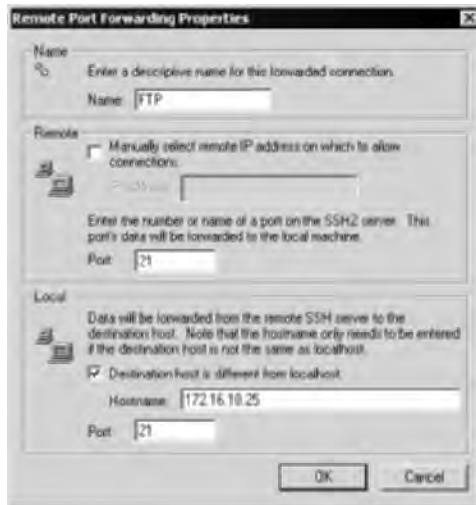 Remote Port Forwarding Properties
Name
Enter a descriptive name for this forwarded connection.
Name: FTP
Remote
Manually select remote IP address on which to allow
connections.
Enter the number or name of a port on the SSH2 server. This
port's data will be forwarded to the local machine.
Port: 21
Local
Data will be forwarded from the remote SSH server to the
destination host. Note that the hostname only needs to be entered
if the destination host is not the same as localhost.
Destination host is different from localhost
Hostname: 172.16.10.25
Port: 21
OK
Cancel